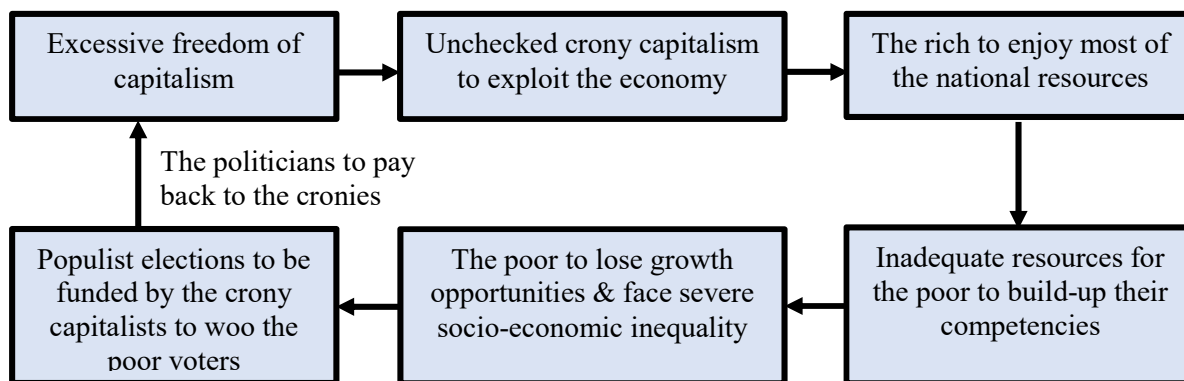 Excessive freedom of
capitalism
Unchecked crony capitalism
to exploit the economy
The rich to enjoy most of
the national resources
The politicians to pay
back to the cronies
Populist elections to be
funded by the crony
capitalists to woo the
poor voters
The poor to lose growth
opportunities & face severe
socio-economic inequality
Inadequate resources for
the poor to build-up their
competencies